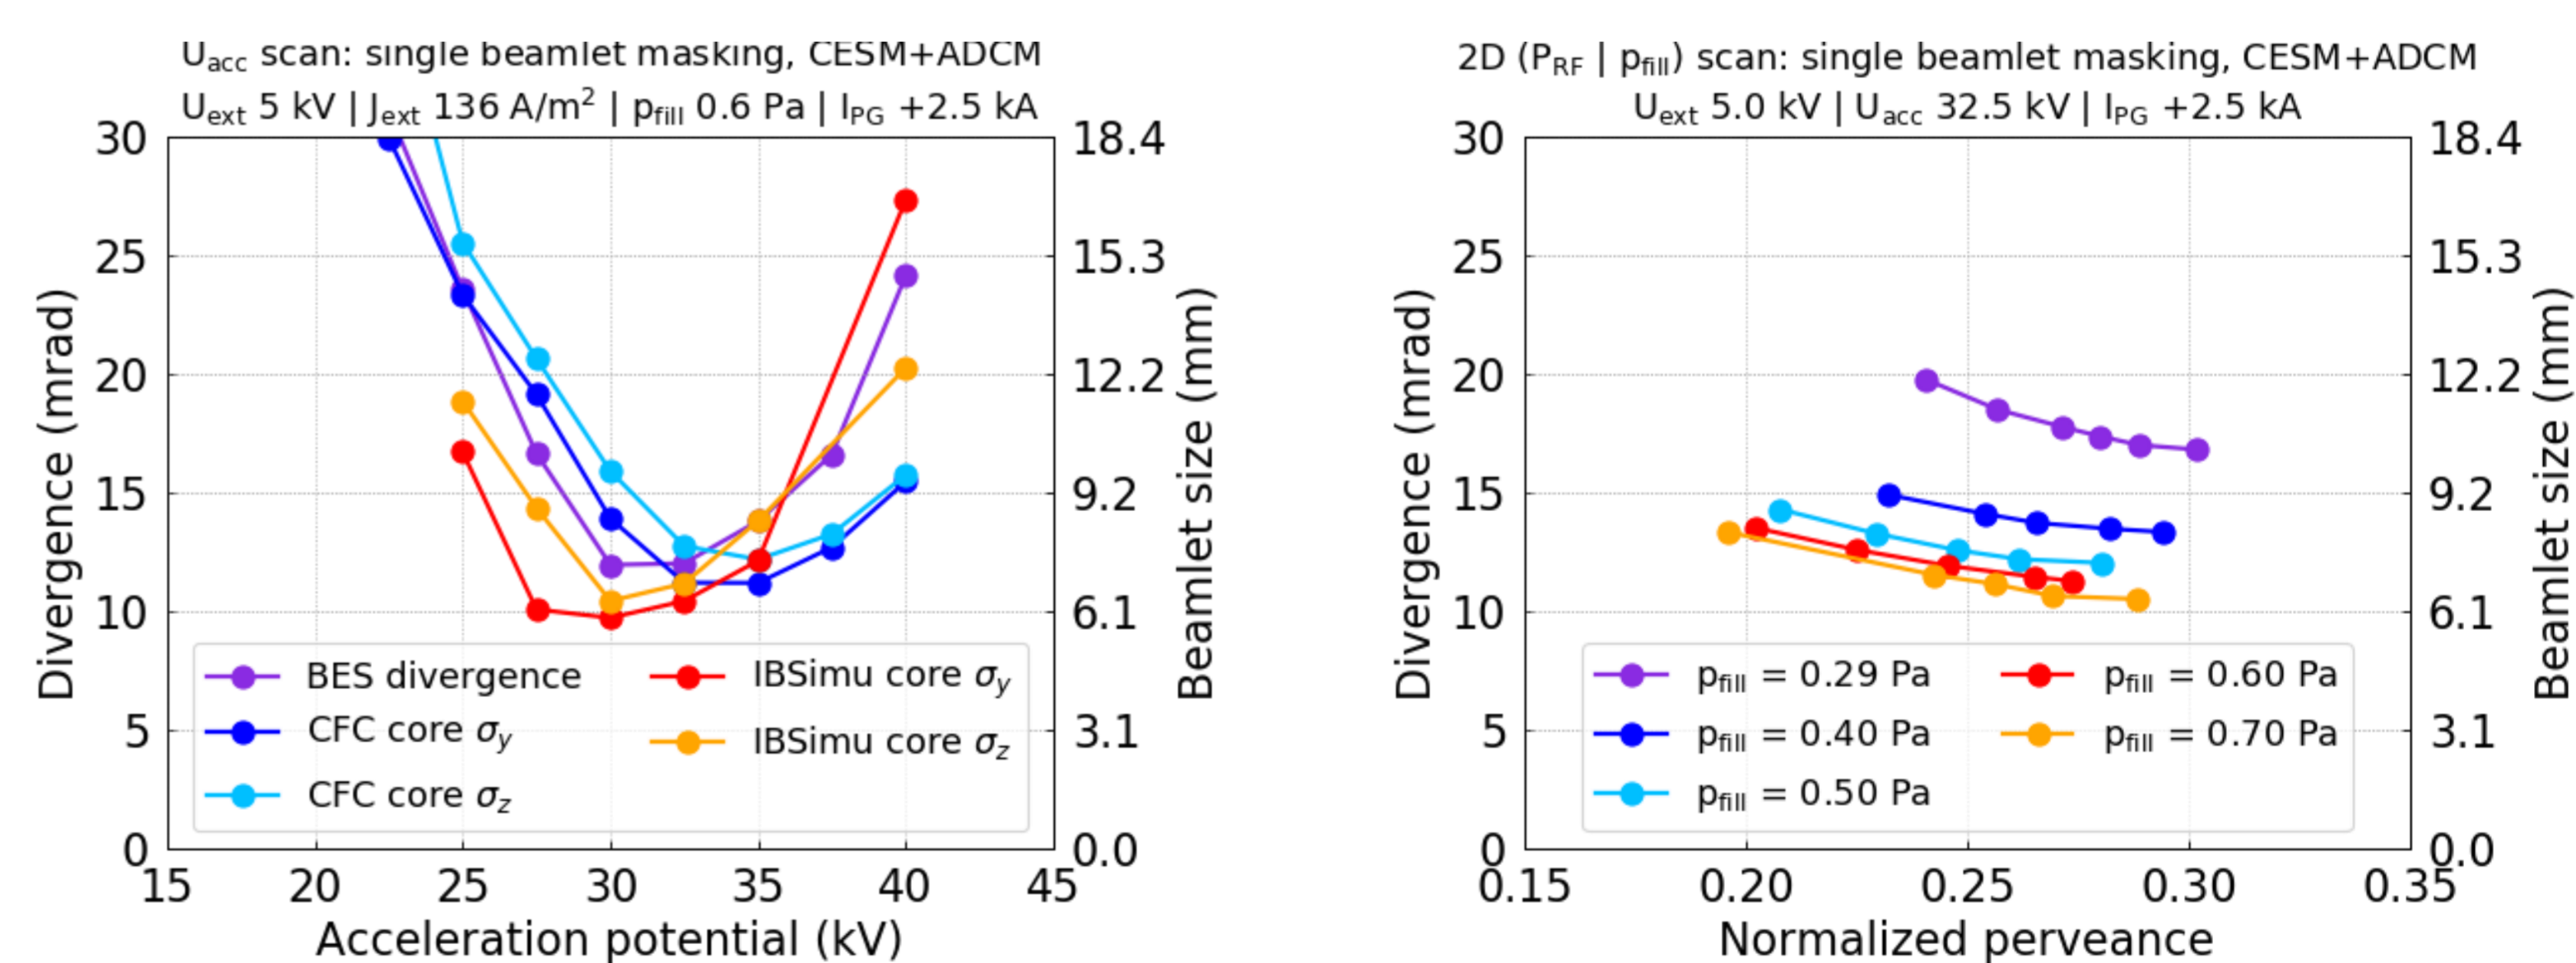 U_acc scan: single beamlet masking, CESM+ADCM
U_ext 5 kV | J_ext 136 A/m² | p_fill 0.6 Pa | I_PG +2.5 kA
30
25
20
15
10
5
0
Divergence (mrad)
18.4
15.3
12.2
9.2
6.1
3.1
0.0
Beamlet size (mm)
BES divergence
CFC core σ_y
CFC core σ_z
IBSimu core σ_y
IBSimu core σ_z
15 20 25 30 35 40 45
Acceleration potential (kV)
2D (P_RF | p_fill) scan: single beamlet masking, CESM+ADCM
U_ext 5.0 kV | U_acc 32.5 kV | I_PG +2.5 kA
30
25
20
15
10
5
0
Divergence (mrad)
18.4
15.3
12.2
9.2
6.1
3.1
0.0
Beamlet size (mm)
p_fill = 0.29 Pa
p_fill = 0.40 Pa
p_fill = 0.50 Pa
p_fill = 0.60 Pa
p_fill = 0.70 Pa
0.15 0.20 0.25 0.30 0.35
Normalized perveance